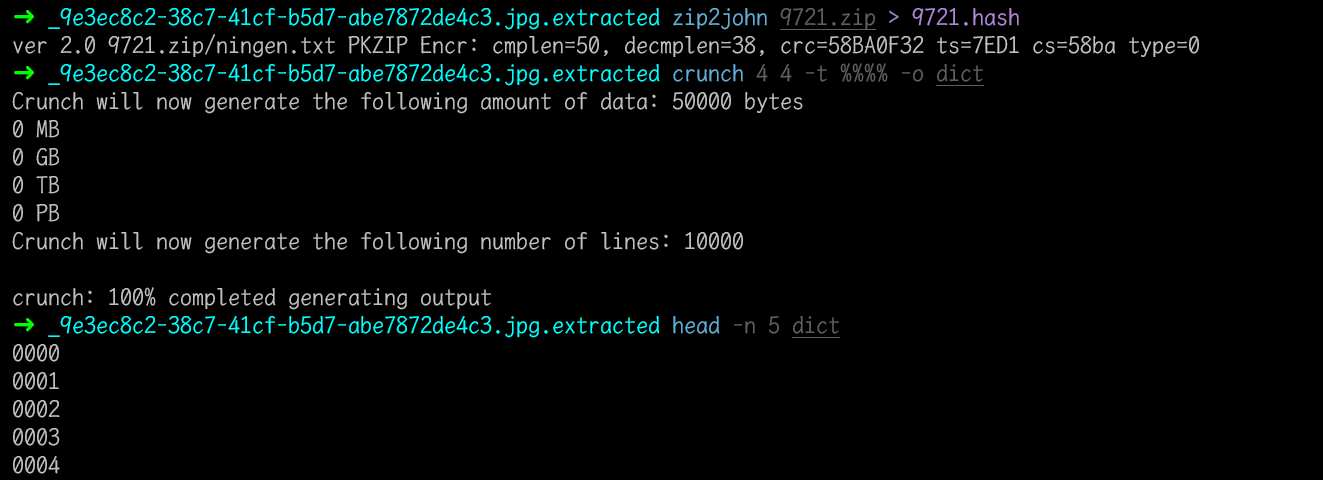 ➜ _9e3ec8c2-38c7-41cf-b5d7-abe7872de4c3.jpg.extracted zip2john 9721.zip > 9721.hash
ver 2.0 9721.zip/ningen.txt PKZIP Encr: cmplen=50, decmplen=38, crc=58BA0F32 ts=7ED1 cs=58ba type=0
➜ _9e3ec8c2-38c7-41cf-b5d7-abe7872de4c3.jpg.extracted crunch 4 4 -t %%%% -o dict
Crunch will now generate the following amount of data: 50000 bytes
0 MB
0 GB
0 TB
0 PB
Crunch will now generate the following number of lines: 10000
crunch: 100% completed generating output
➜ _9e3ec8c2-38c7-41cf-b5d7-abe7872de4c3.jpg.extracted head -n 5 dict
0000
0001
0002
0003
0004